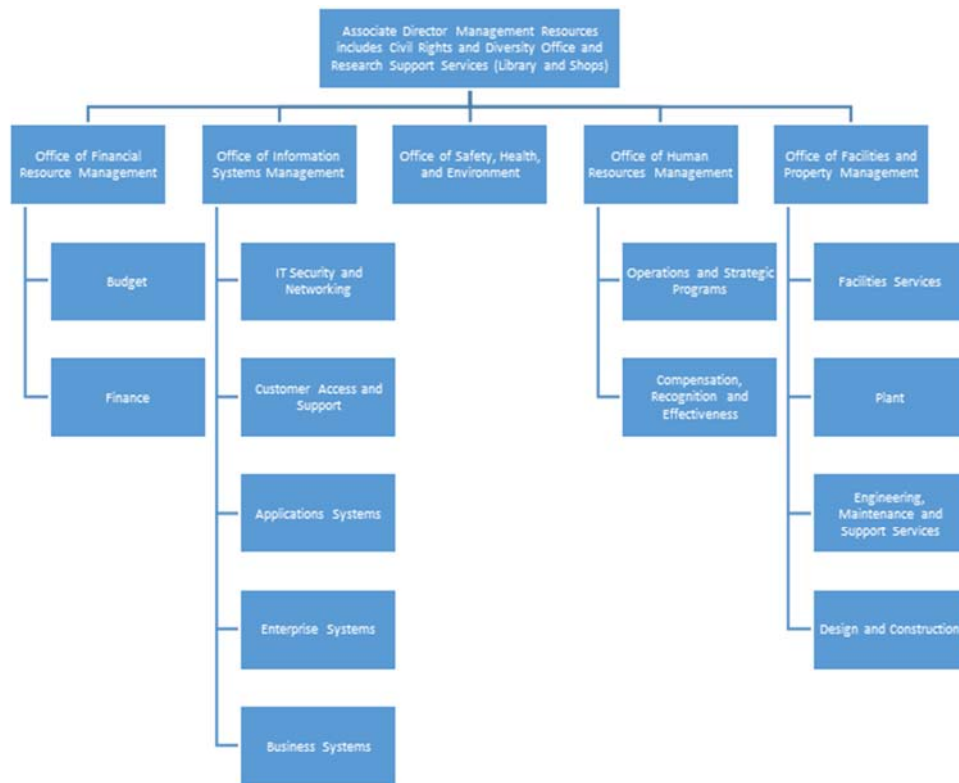 Associate Director Management Resources
includes Civil Rights and Diversity Office and
Research Support Services (Library and Shops)
Office of Financial
Resource Management
Office of Information
Systems Management
Office of Safety, Health,
and Environment
Office of Human
Resources Management
Office of Facilities and
Property Management
Budget
Finance
IT Security and
Networking
Customer Access and
Support
Applications Systems
Enterprise Systems
Business Systems
Operations and Strategic
Programs
Compensation,
Recognition and
Effectiveness
Facilities Services
Plant
Engineering,
Maintenance and
Support Services
Design and Construction